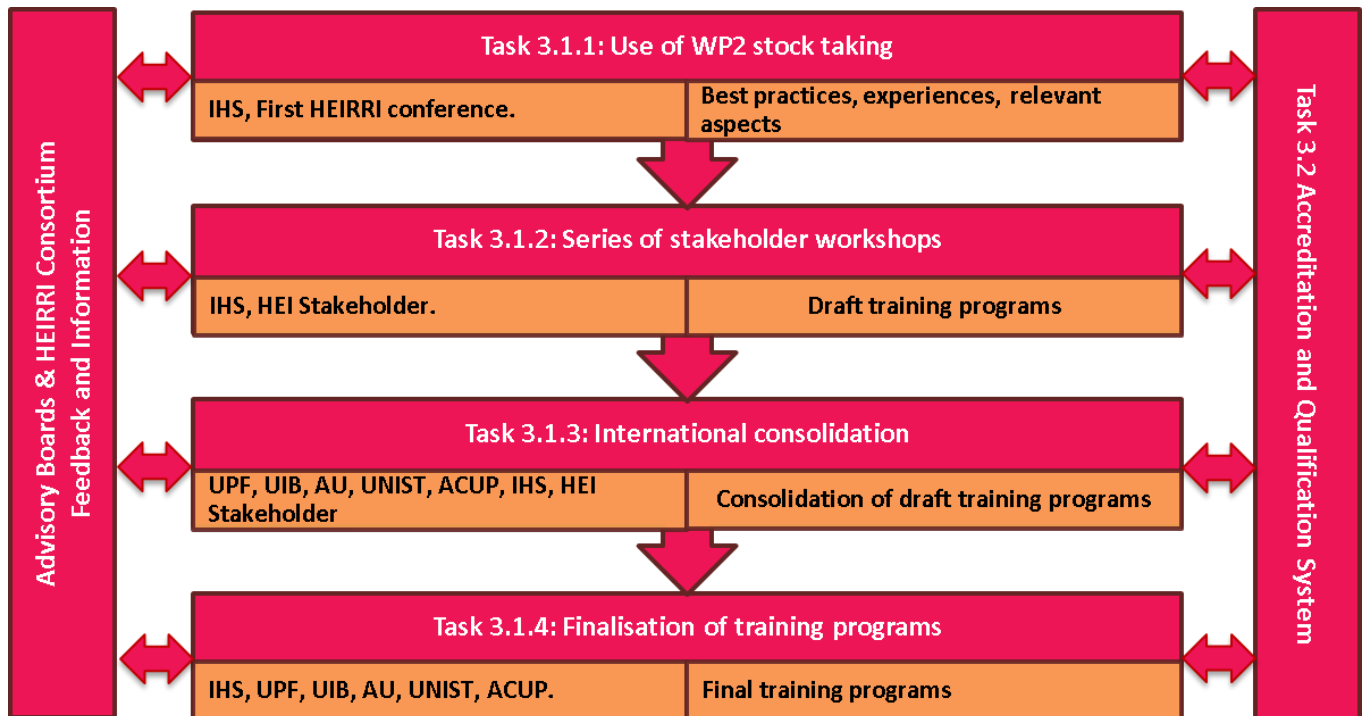 Advisory Boards & HEIRRI Consortium
Feedback and Information
Task 3.1.1: Use of WP2 stock taking
IHS, First HEIRRI conference.
Best practices, experiences, relevant
aspects
Task 3.1.2: Series of stakeholder workshops
IHS, HEI Stakeholder.
Draft training programs
Task 3.1.3: International consolidation
UPF, UIB, AU, UNIST, ACUP, IHS, HEI
Stakeholder
Consolidation of draft training programs
Task 3.1.4: Finalisation of training programs
IHS, UPF, UIB, AU, UNIST, ACUP.
Final training programs
Task 3.2 Accreditation and Qualification
System